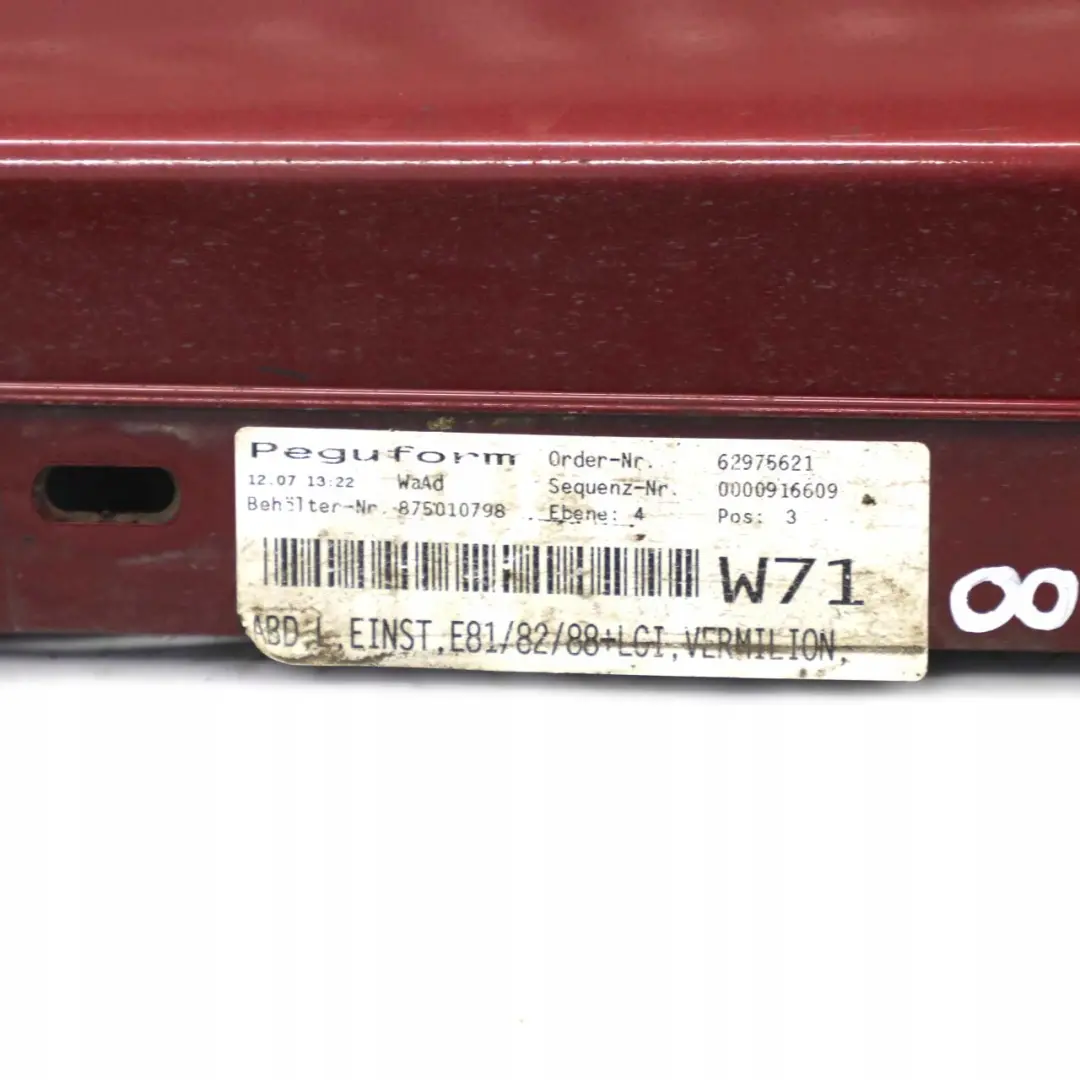 Peguform Order-Nr. 62975621
12.07 13:22 WaAd Sequenz-Nr. 0000916609
Behälter-Nr. 875010798 Ebene: 4 Pos: 3
W71
ABD.L.EINST.E81/82/88+LCI,VERMILION,
00